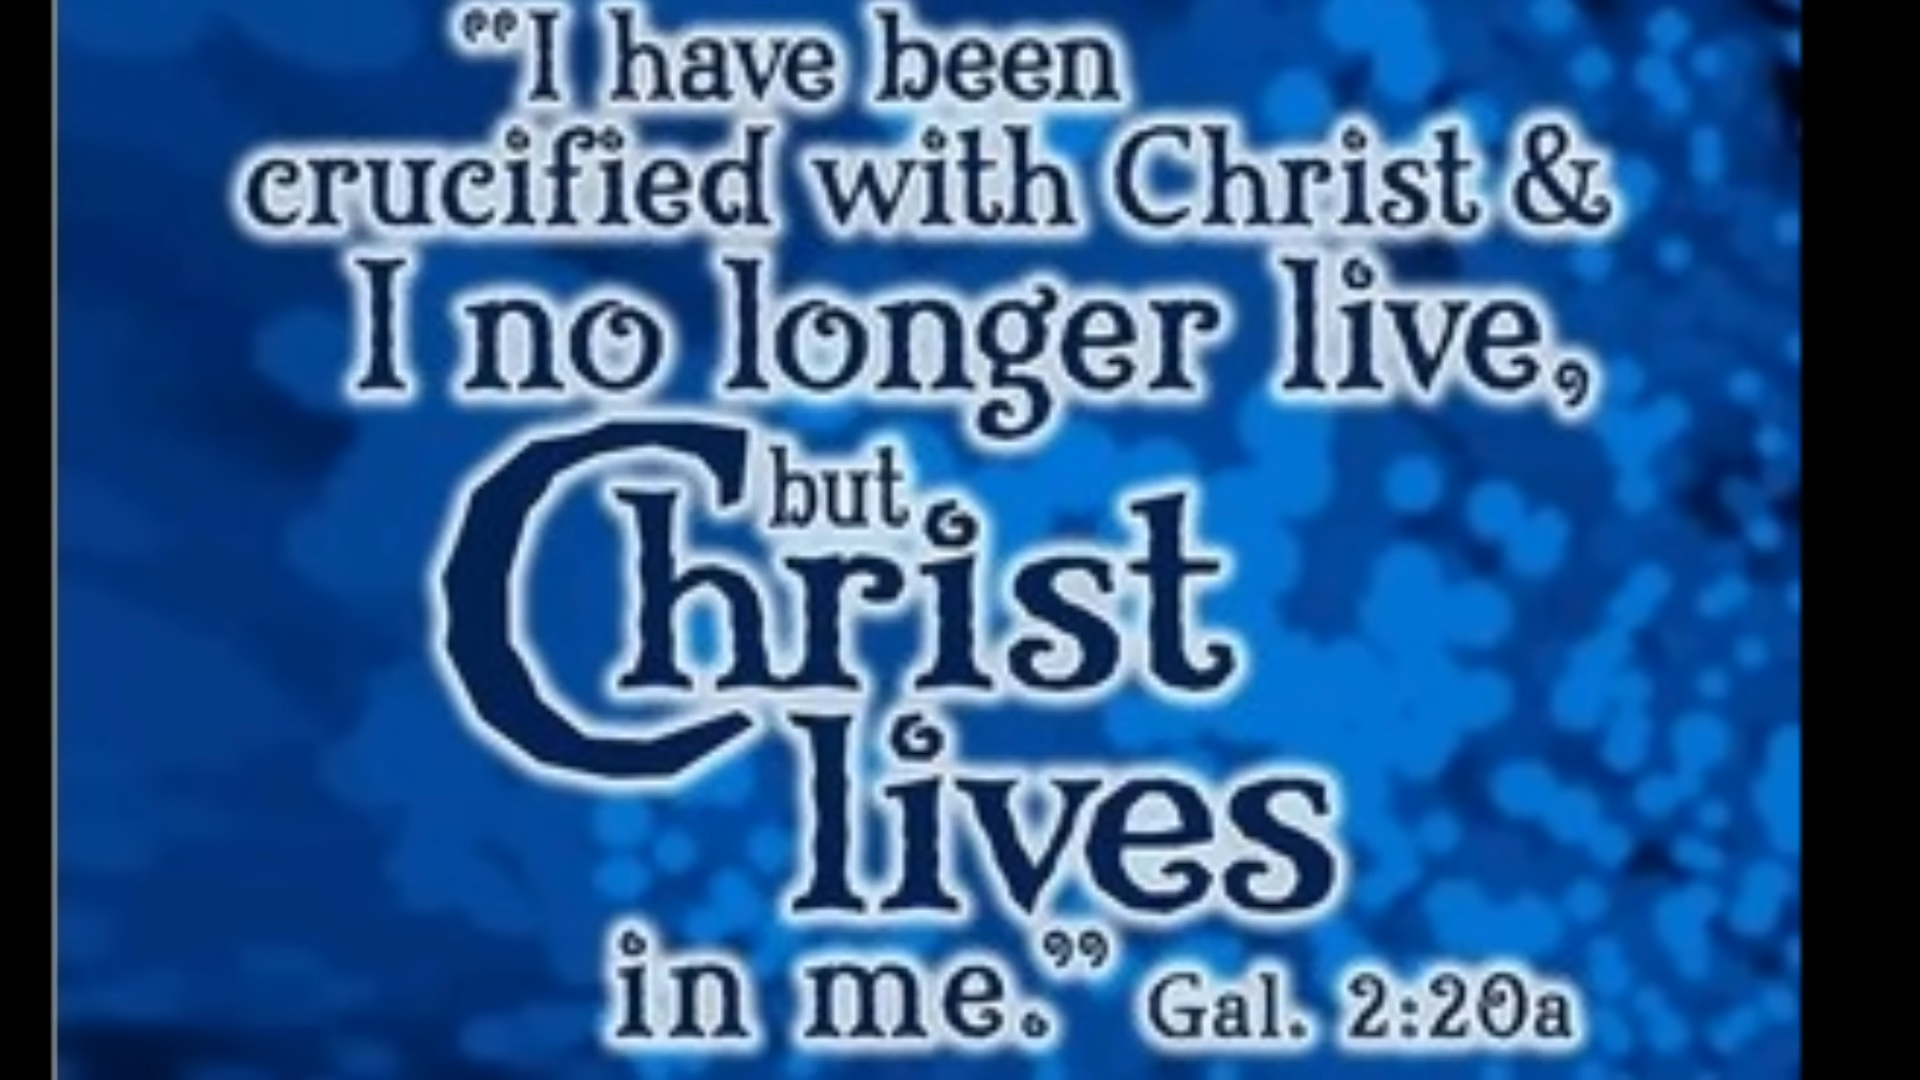 “I have been
crucified with Christ &
I no longer live,
but
Christ
lives
in me.” Gal. 2:20a